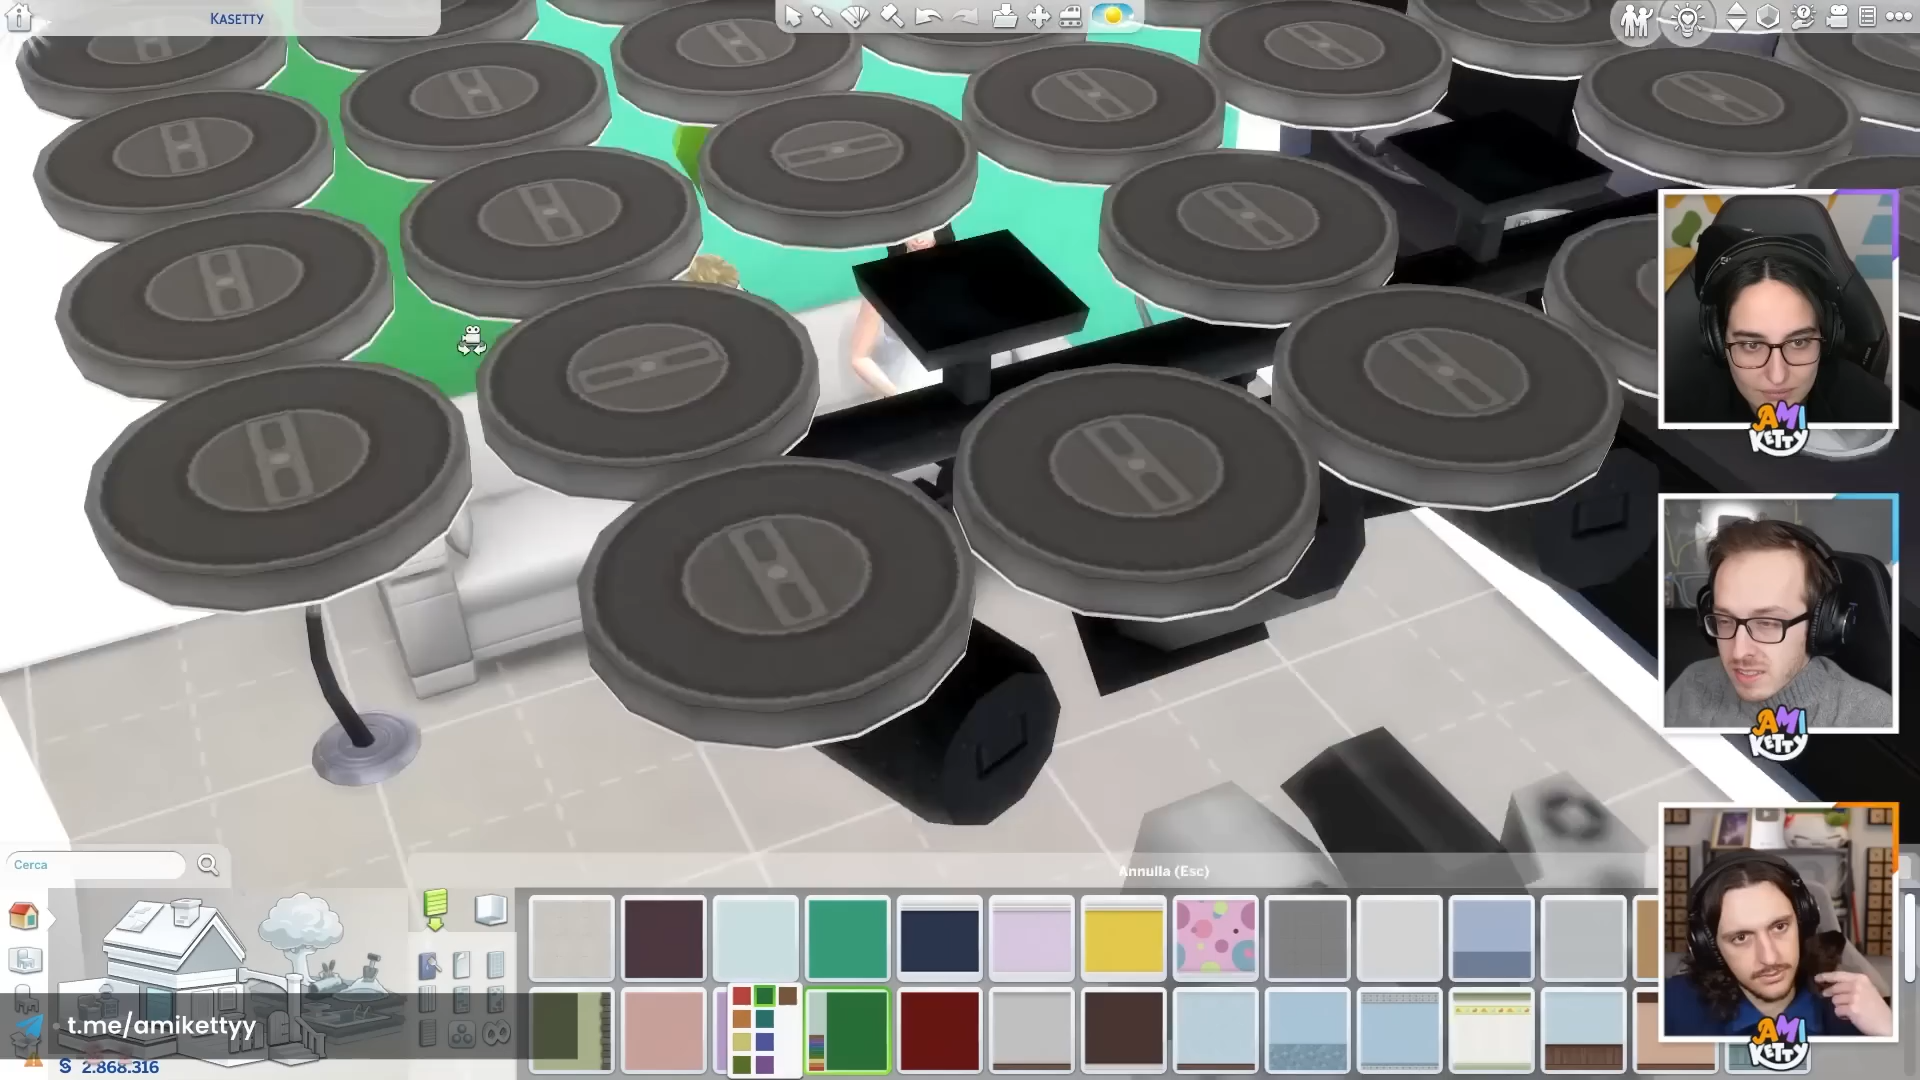 Kasetty
AMI
KETTY
AMI
KETTY
Cerca
Annulla (Esc)
t.me/amikettyy
§ 2.868.316
AMI
KETTY